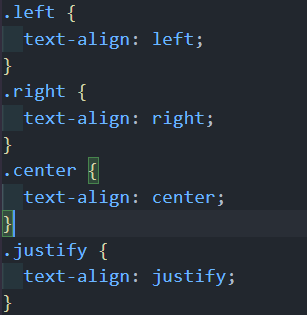 .left {
  text-align: left;
}
.right {
  text-align: right;
}
.center {
  text-align: center;
}
.justify {
  text-align: justify;
}